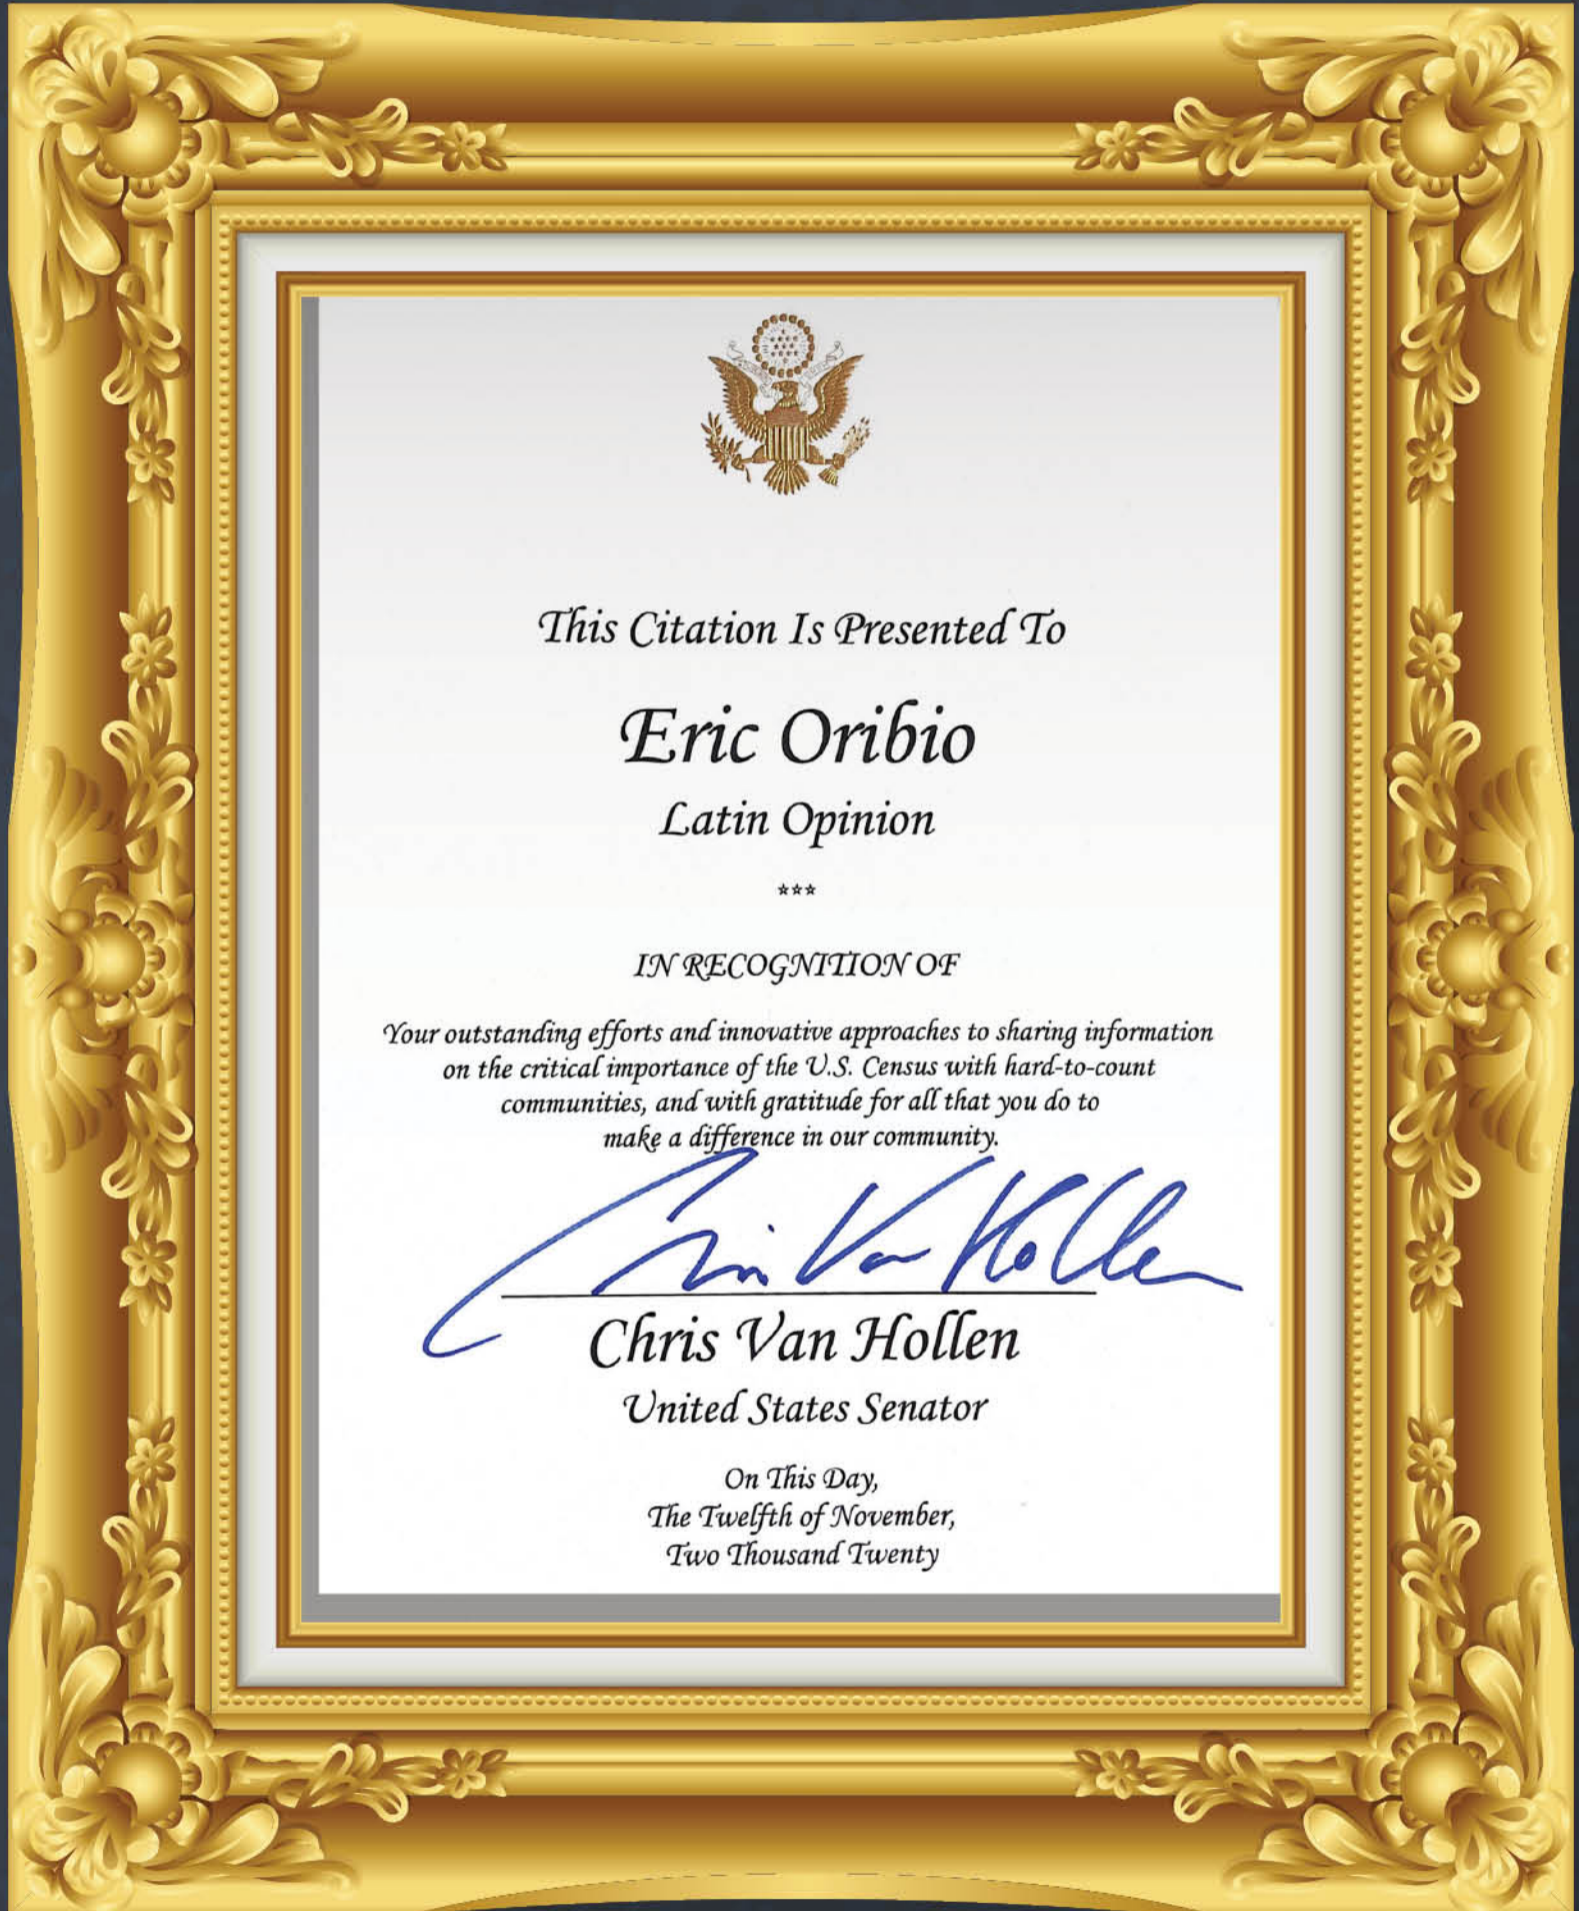 This Citation Is Presented To
Eric Oribio
Latin Opinion
***
IN RECOGNITION OF
Your outstanding efforts and innovative approaches to sharing information
on the critical importance of the U.S. Census with hard-to-count
communities, and with gratitude for all that you do to
make a difference in our community.
Chris Van Hollen
Chris Van Hollen
United States Senator
On This Day,
The Twelfth of November,
Two Thousand Twenty